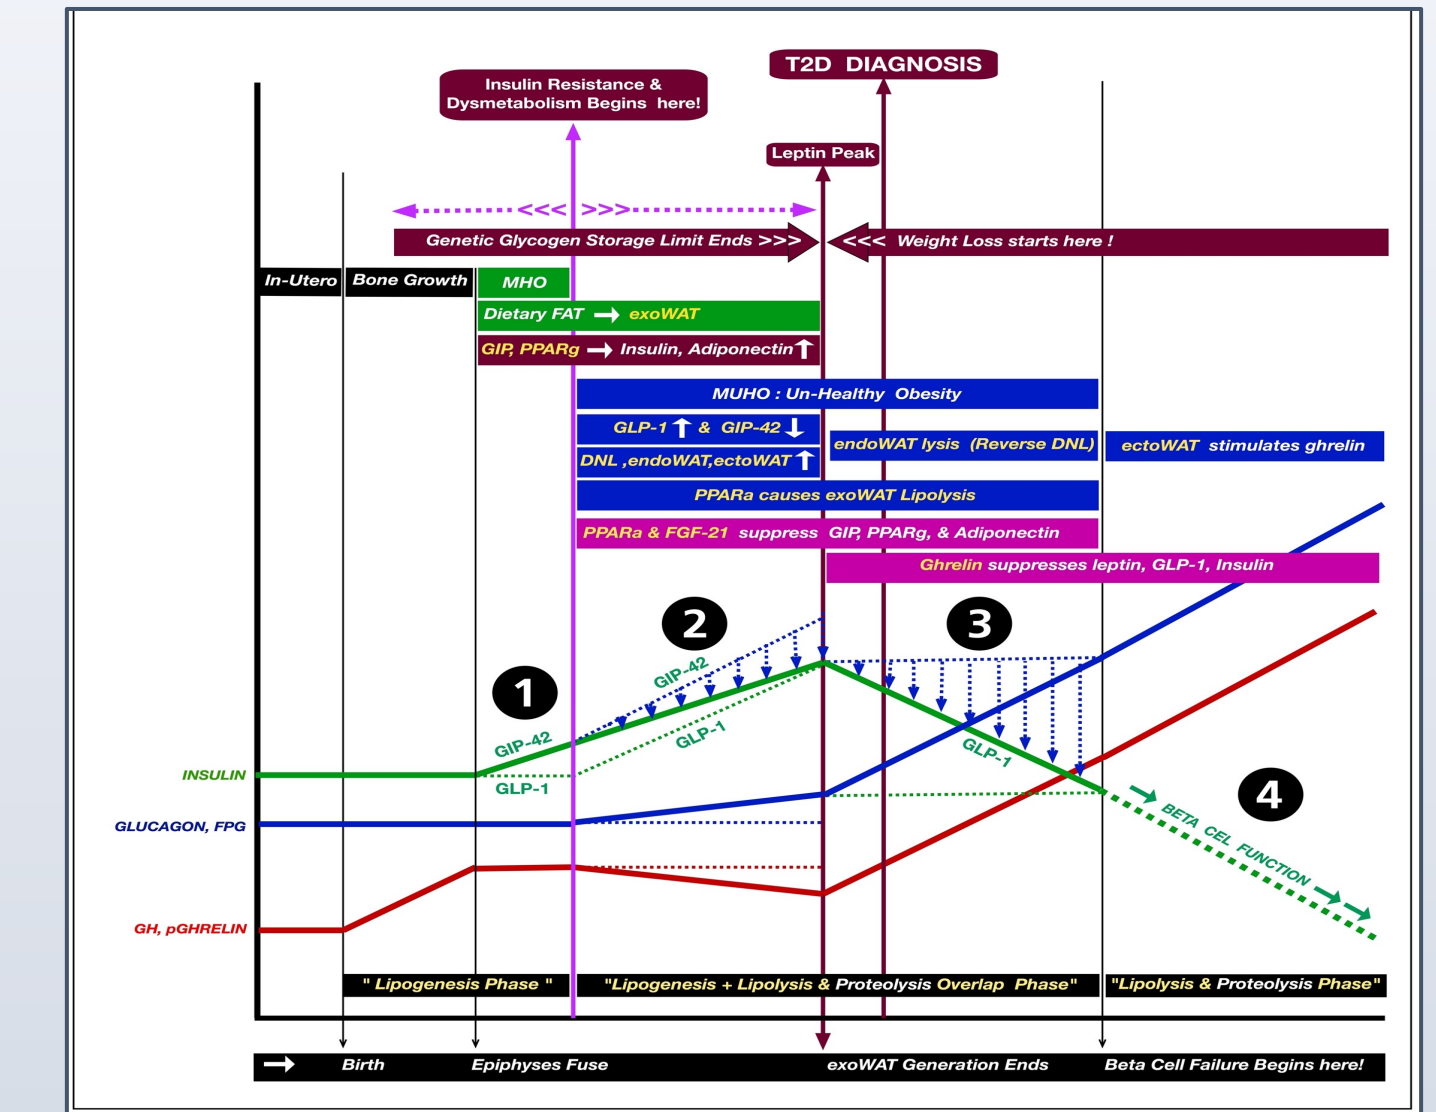 T2D DIAGNOSIS
Insulin Resistance &
Dysmetabolism Begins here!
Leptin Peak
<<< >>>
Genetic Glycogen Storage Limit Ends >>>
<<< Weight Loss starts here !
In-Utero
Bone Growth
MHO
Dietary FAT → exoWAT
GIP, PPARg → Insulin, Adiponectin ↑
MUHO : Un-Healthy Obesity
GLP-1 ↑ & GIP-42 ↓
endoWAT lysis (Reverse DNL)
ectoWAT stimulates ghrelin
DNL ,endoWAT,ectoWAT ↑
PPARa causes exoWAT Lipolysis
PPARa & FGF-21 suppress GIP, PPARg, & Adiponectin
Ghrelin suppresses leptin, GLP-1, Insulin
1
2
3
4
GIP-42
GIP-42
GLP-1
GLP-1
GLP-1
INSULIN
GLUCAGON, FPG
GH, pGHRELIN
BETA CEL FUNCTION
" Lipogenesis Phase "
"Lipogenesis + Lipolysis & Proteolysis Overlap Phase"
"Lipolysis & Proteolysis Phase"
→ Birth
Epiphyses Fuse
exoWAT Generation Ends
Beta Cell Failure Begins here!